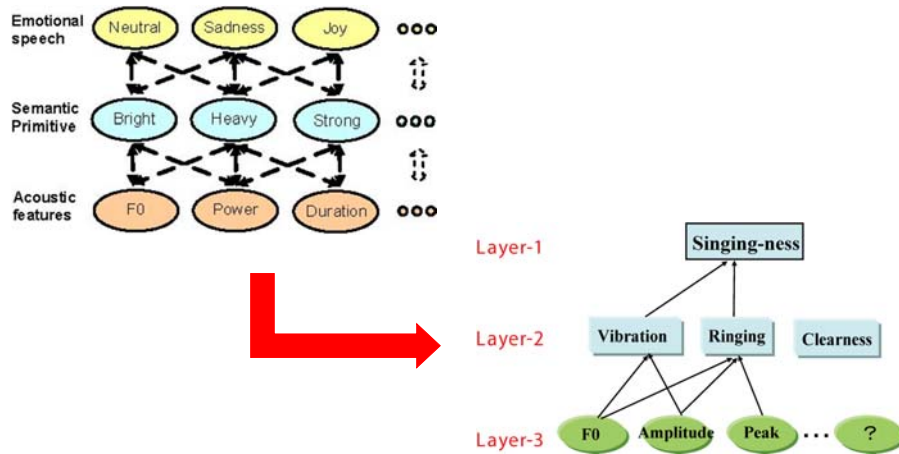 Emotional speech
Neutral Sadness Joy
Semantic Primitive
Bright Heavy Strong
Acoustic features
F0 Power Duration
Layer-1
Singing-ness
Layer-2
Vibration Ringing Clearness
Layer-3
F0 Amplitude Peak ... ?